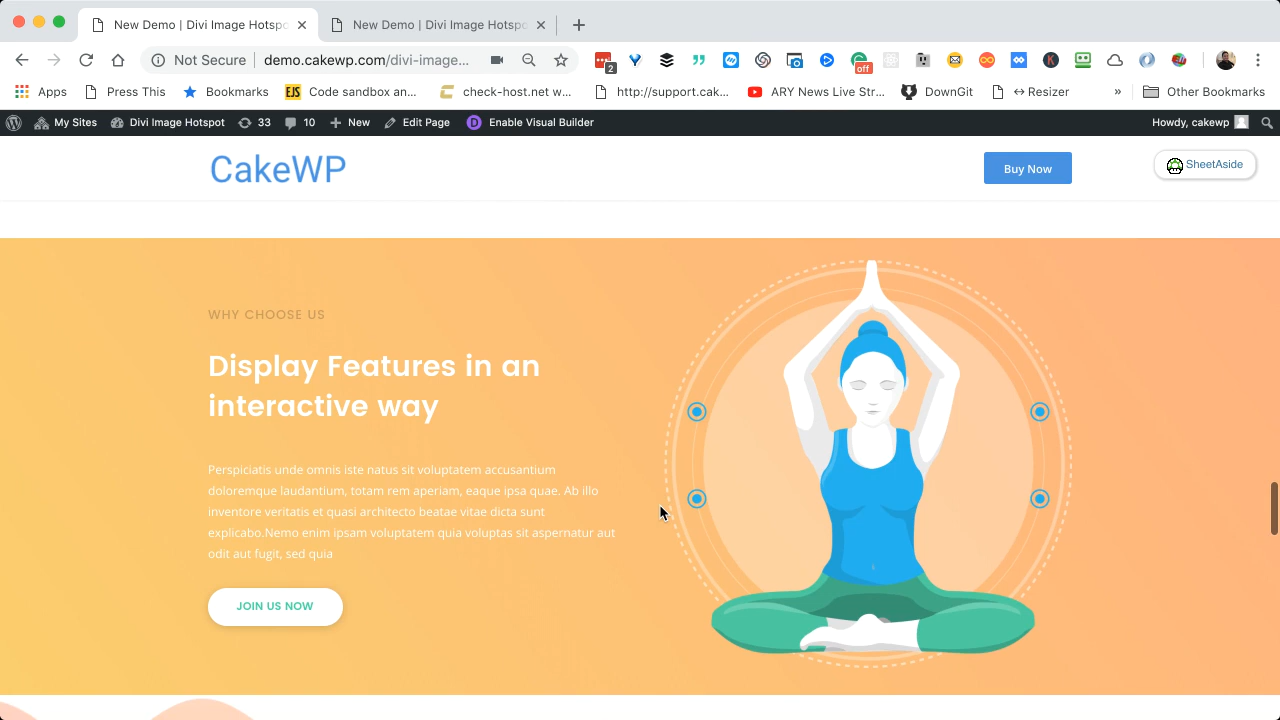 New Demo | Divi Image Hotspo
New Demo | Divi Image Hotspo
Not Secure
demo.cakewp.com/divi-image...
2
off
Apps
Press This
Bookmarks
EJS
Code sandbox an...
check-host.net w...
http://support.cak...
ARY News Live Str...
DownGit
↔Resizer
»
Other Bookmarks
My Sites
Divi Image Hotspot
33
10
New
Edit Page
D
Enable Visual Builder
Howdy, cakewp
CakeWP
Buy Now
SheetAside
WHY CHOOSE US
Display Features in an
interactive way
Perspiciatis unde omnis iste natus sit voluptatem accusantium
doloremque laudantium, totam rem aperiam, eaque ipsa quae. Ab illo
inventore veritatis et quasi architecto beatae vitae dicta sunt
explicabo.Nemo enim ipsam voluptatem quia voluptas sit aspernatur aut
odit aut fugit, sed quia
JOIN US NOW